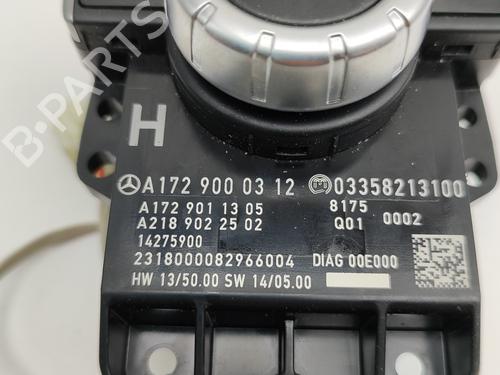 B-PARTS
H
A172 900 03 12 03358213100
A172 901 13 05 8175
A218 902 25 02 Q01 0002
14275900
2318000082966004 DIAG 00E000
HW 13/50.00 SW 14/05.00